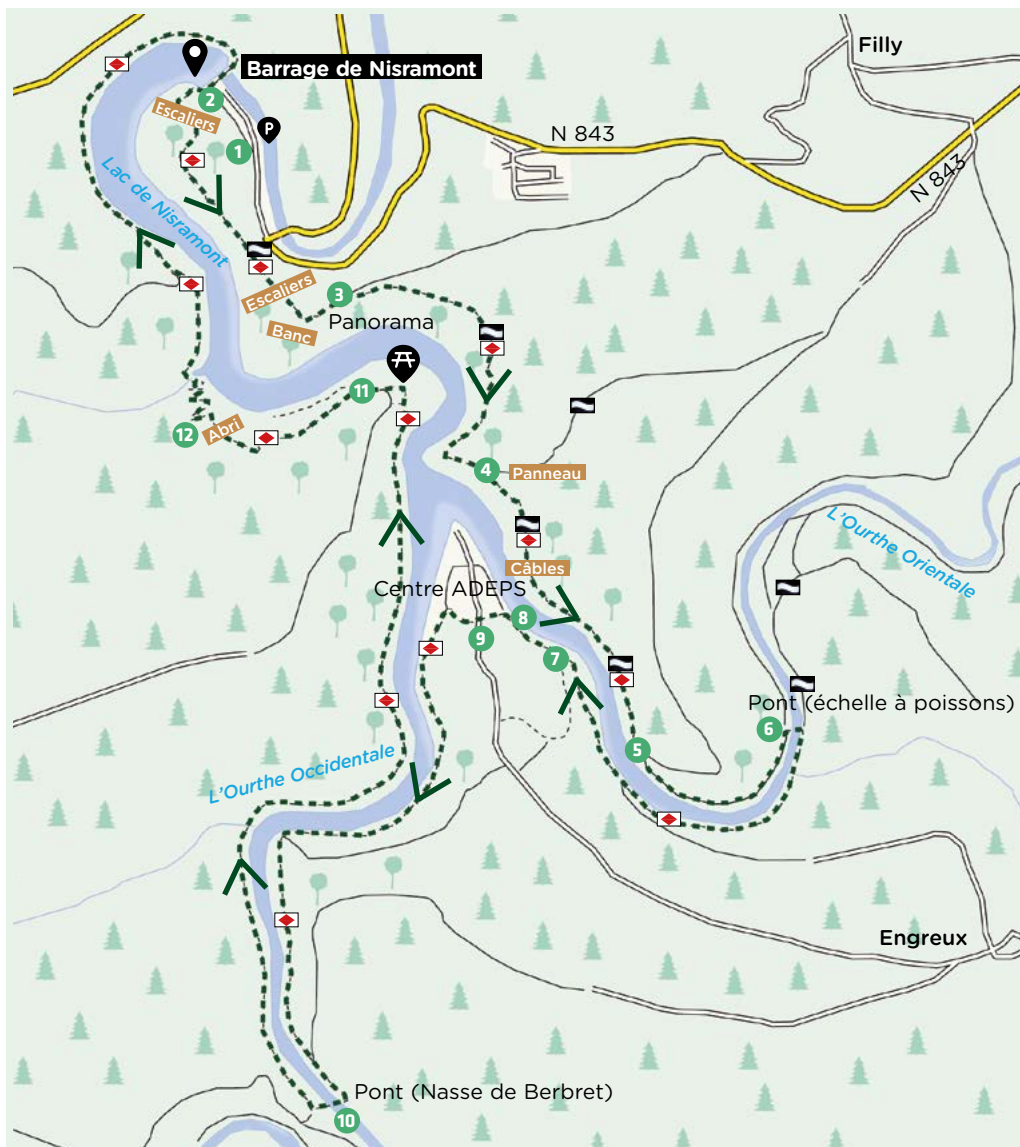 Filly
Barrage de Nisramont
2
Escaliers
P
1
N 843
N 843
Lac de Nisramont
Escaliers
3
Banc
Panorama
11
12
Abri
4
Panneau
L'Ourthe Orientale
Câbles
Centre ADEPS
8
9
7
Pont (échelle à poissons)
6
5
L'Ourthe Occidentale
Engreux
Pont (Nasse de Berbret)
10